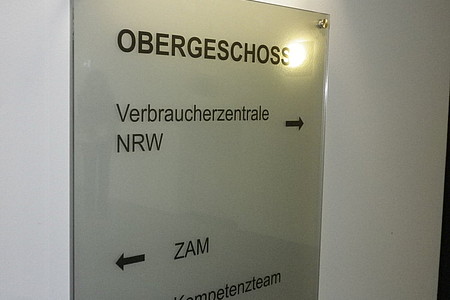 OBERGESCHOSS
Verbraucherzentrale
NRW
ZAM
Kompetenzteam